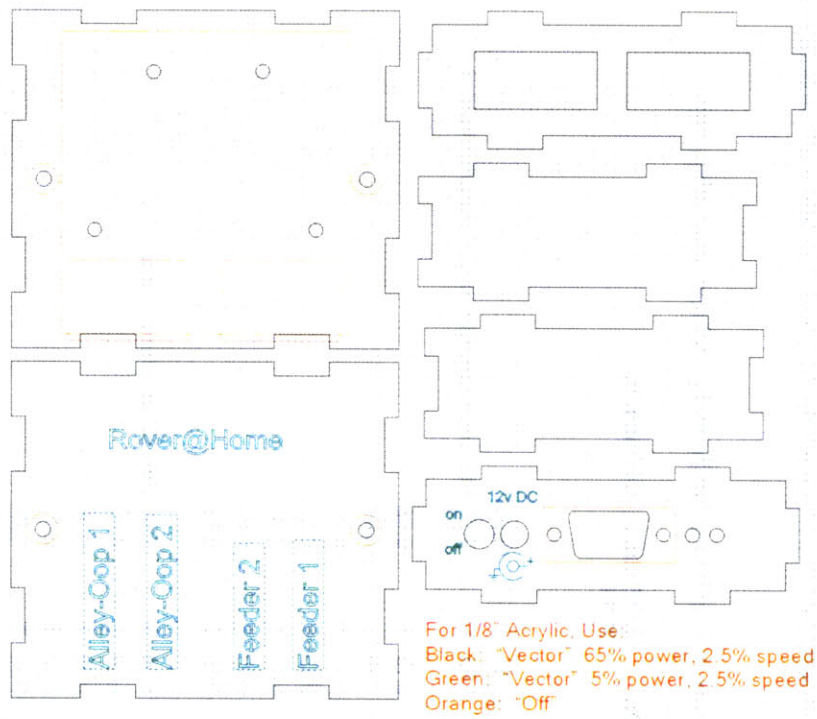 Rover@Home
Alley-Oop 1
Alley-Oop 2
Feeder 2
Feeder 1
12v DC
on
off
For 1/8" Acrylic, Use:
Black: "Vector" 65% power, 2.5% speed
Green: "Vector" 5% power, 2.5% speed
Orange: "Off"